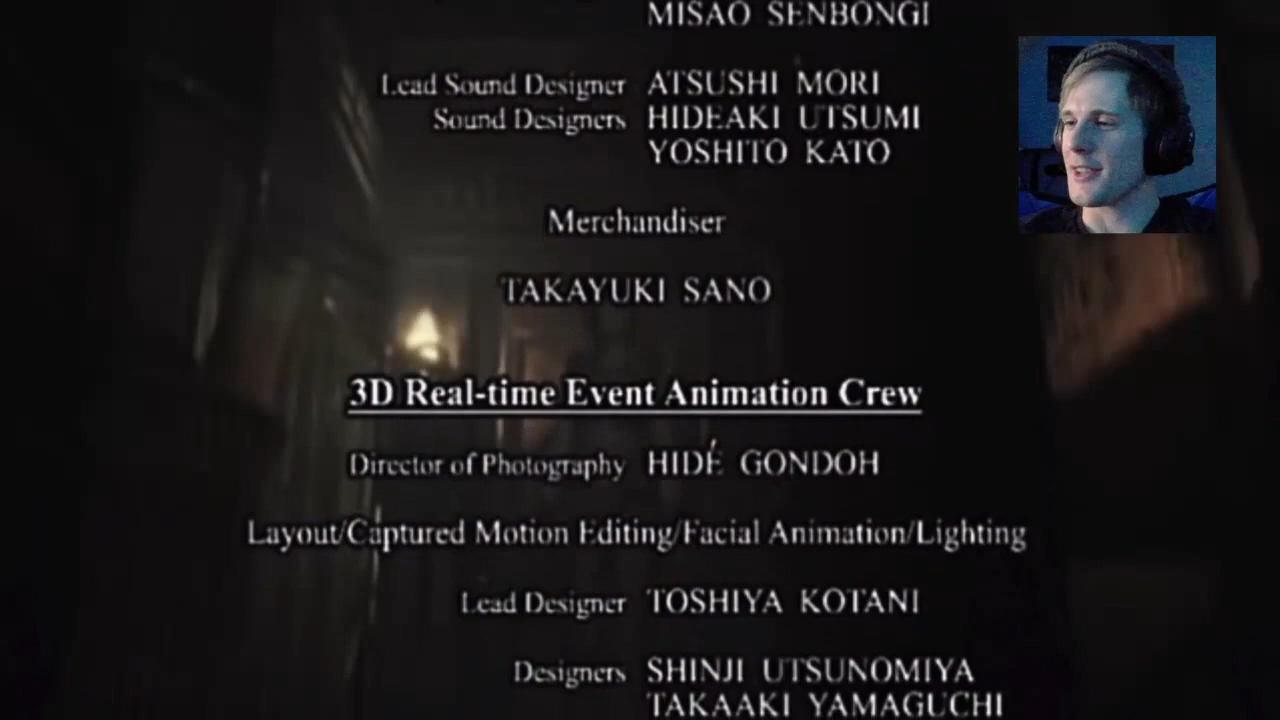 MISAO SENBONGI
Lead Sound Designer ATSUSHI MORI
Sound Designers HIDEAKI UTSUMI
YOSHITO KATO
Merchandiser
TAKAYUKI SANO
3D Real-time Event Animation Crew
Director of Photography HIDÉ GONDOH
Layout/Captured Motion Editing/Facial Animation/Lighting
Lead Designer TOSHIYA KOTANI
Designers SHINJI UTSUNOMIYA
TAKAAKI YAMAGUCHI